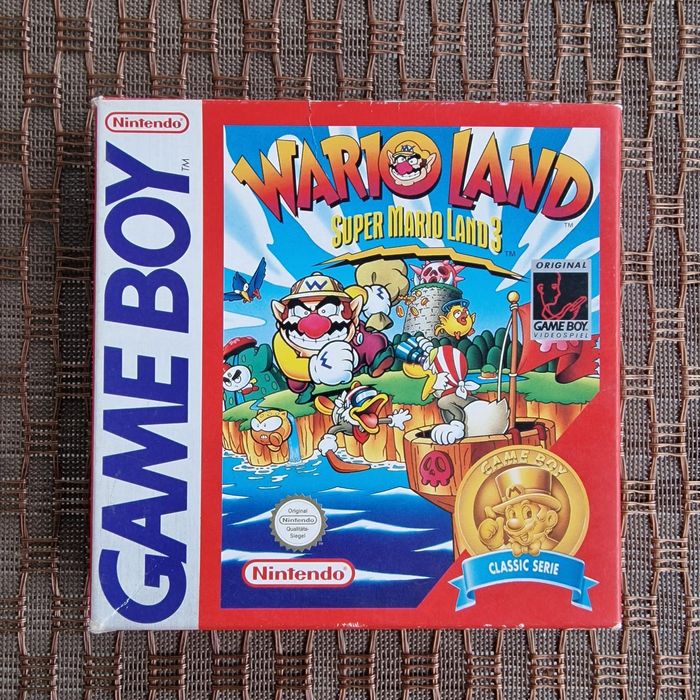 Nintendo
GAME BOY
TM
WARIO LAND
TM
SUPER MARIO LAND 3
TM
W
W
ORIGINAL
GAME BOY
VIDEOSPIEL
Original
Nintendo
Qualitäts-
Siegel
Nintendo
GAME BOY
M
CLASSIC SERIE